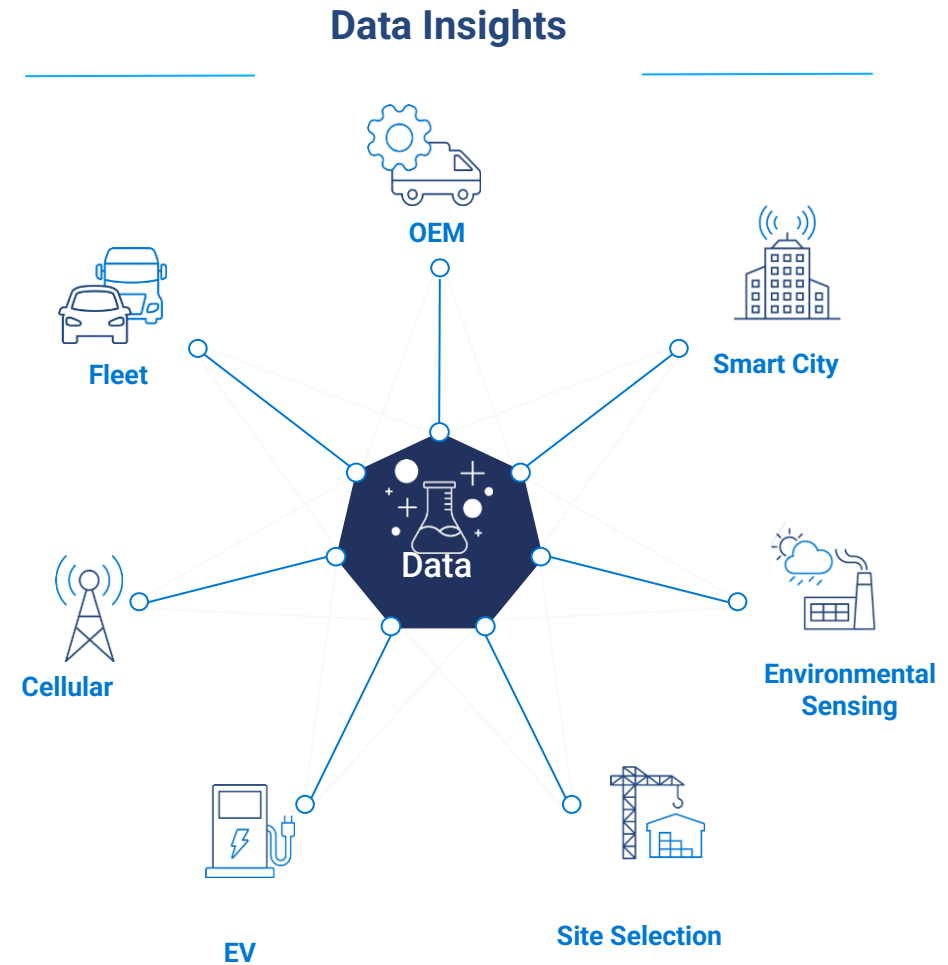 Data Insights
OEM
Smart City
Fleet
Data
Environmental
Sensing
Cellular
Site Selection
EV